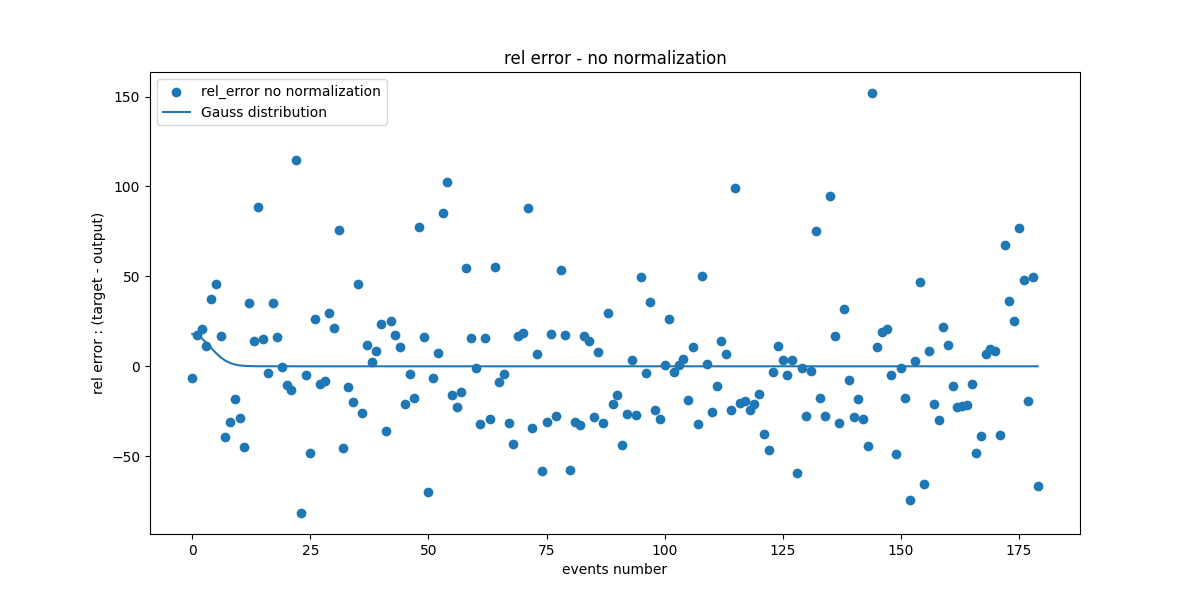 rel error - no normalization
rel_error no normalization
Gauss distribution
rel error : (target - output)
150
100
50
0
−50
0 25 50 75 100 125 150 175
events number